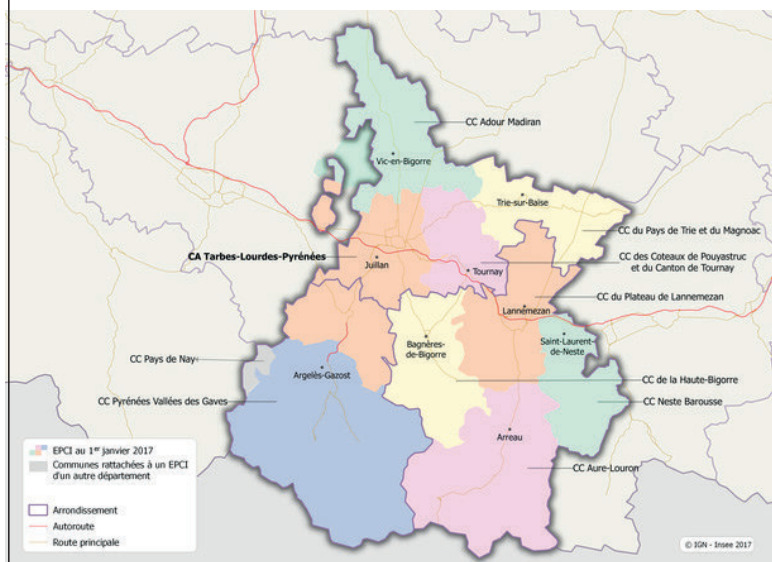 CC Adour Madiran
Vic-en-Bigorre
Trie-sur-Baïse
CC du Pays de Trie et du Magnoac
CA Tarbes-Lourdes-Pyrénées
CC des Coteaux de Pouyastruc
et du Canton de Tournay
Juillan
Tournay
CC du Plateau de Lannemezan
Lannemezan
Bagnères-
de-Bigorre
Saint-Laurent-
de-Neste
CC Pays de Nay
Argelès-Gazost
CC de la Haute-Bigorre
CC Pyrénées Vallées des Gaves
CC Neste Barousse
Arreau
CC Aure-Louron
EPCI au 1er janvier 2017
Communes rattachées à un EPCI
d'un autre département
Arrondissement
Autoroute
Route principale
© IGN - Insee 2017